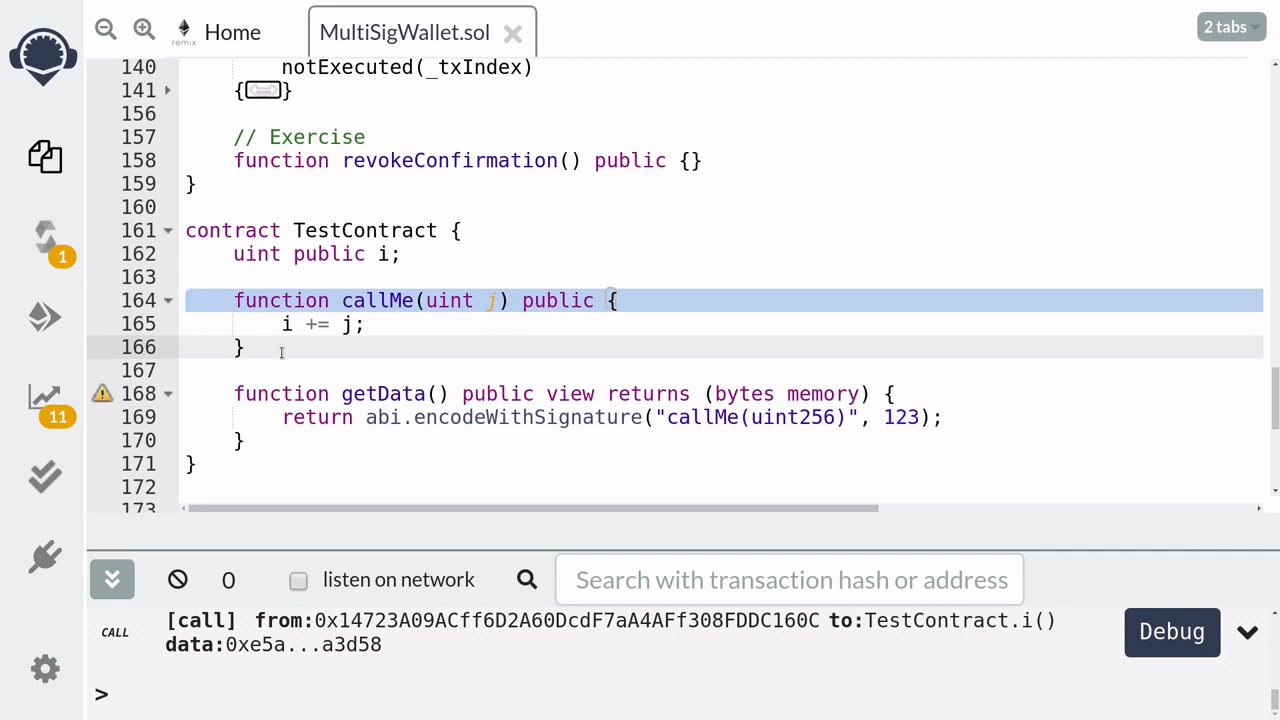 remix
Home
MultiSigWallet.sol
2 tabs
140 notExecuted(_txIndex)
141 {}
156
157 // Exercise
158 function revokeConfirmation() public {}
159 }
160
161 contract TestContract {
162 uint public i;
163
164 function callMe(uint j) public {
165 i += j;
166 }
167
168 function getData() public view returns (bytes memory) {
169 return abi.encodeWithSignature("callMe(uint256)", 123);
170 }
171 }
172
173
1
11
0
listen on network
Search with transaction hash or address
CALL
[call] from:0x14723A09ACff6D2A60DcdF7aA4AFf308FDDC160C to:TestContract.i()
data:0xe5a...a3d58
Debug
>